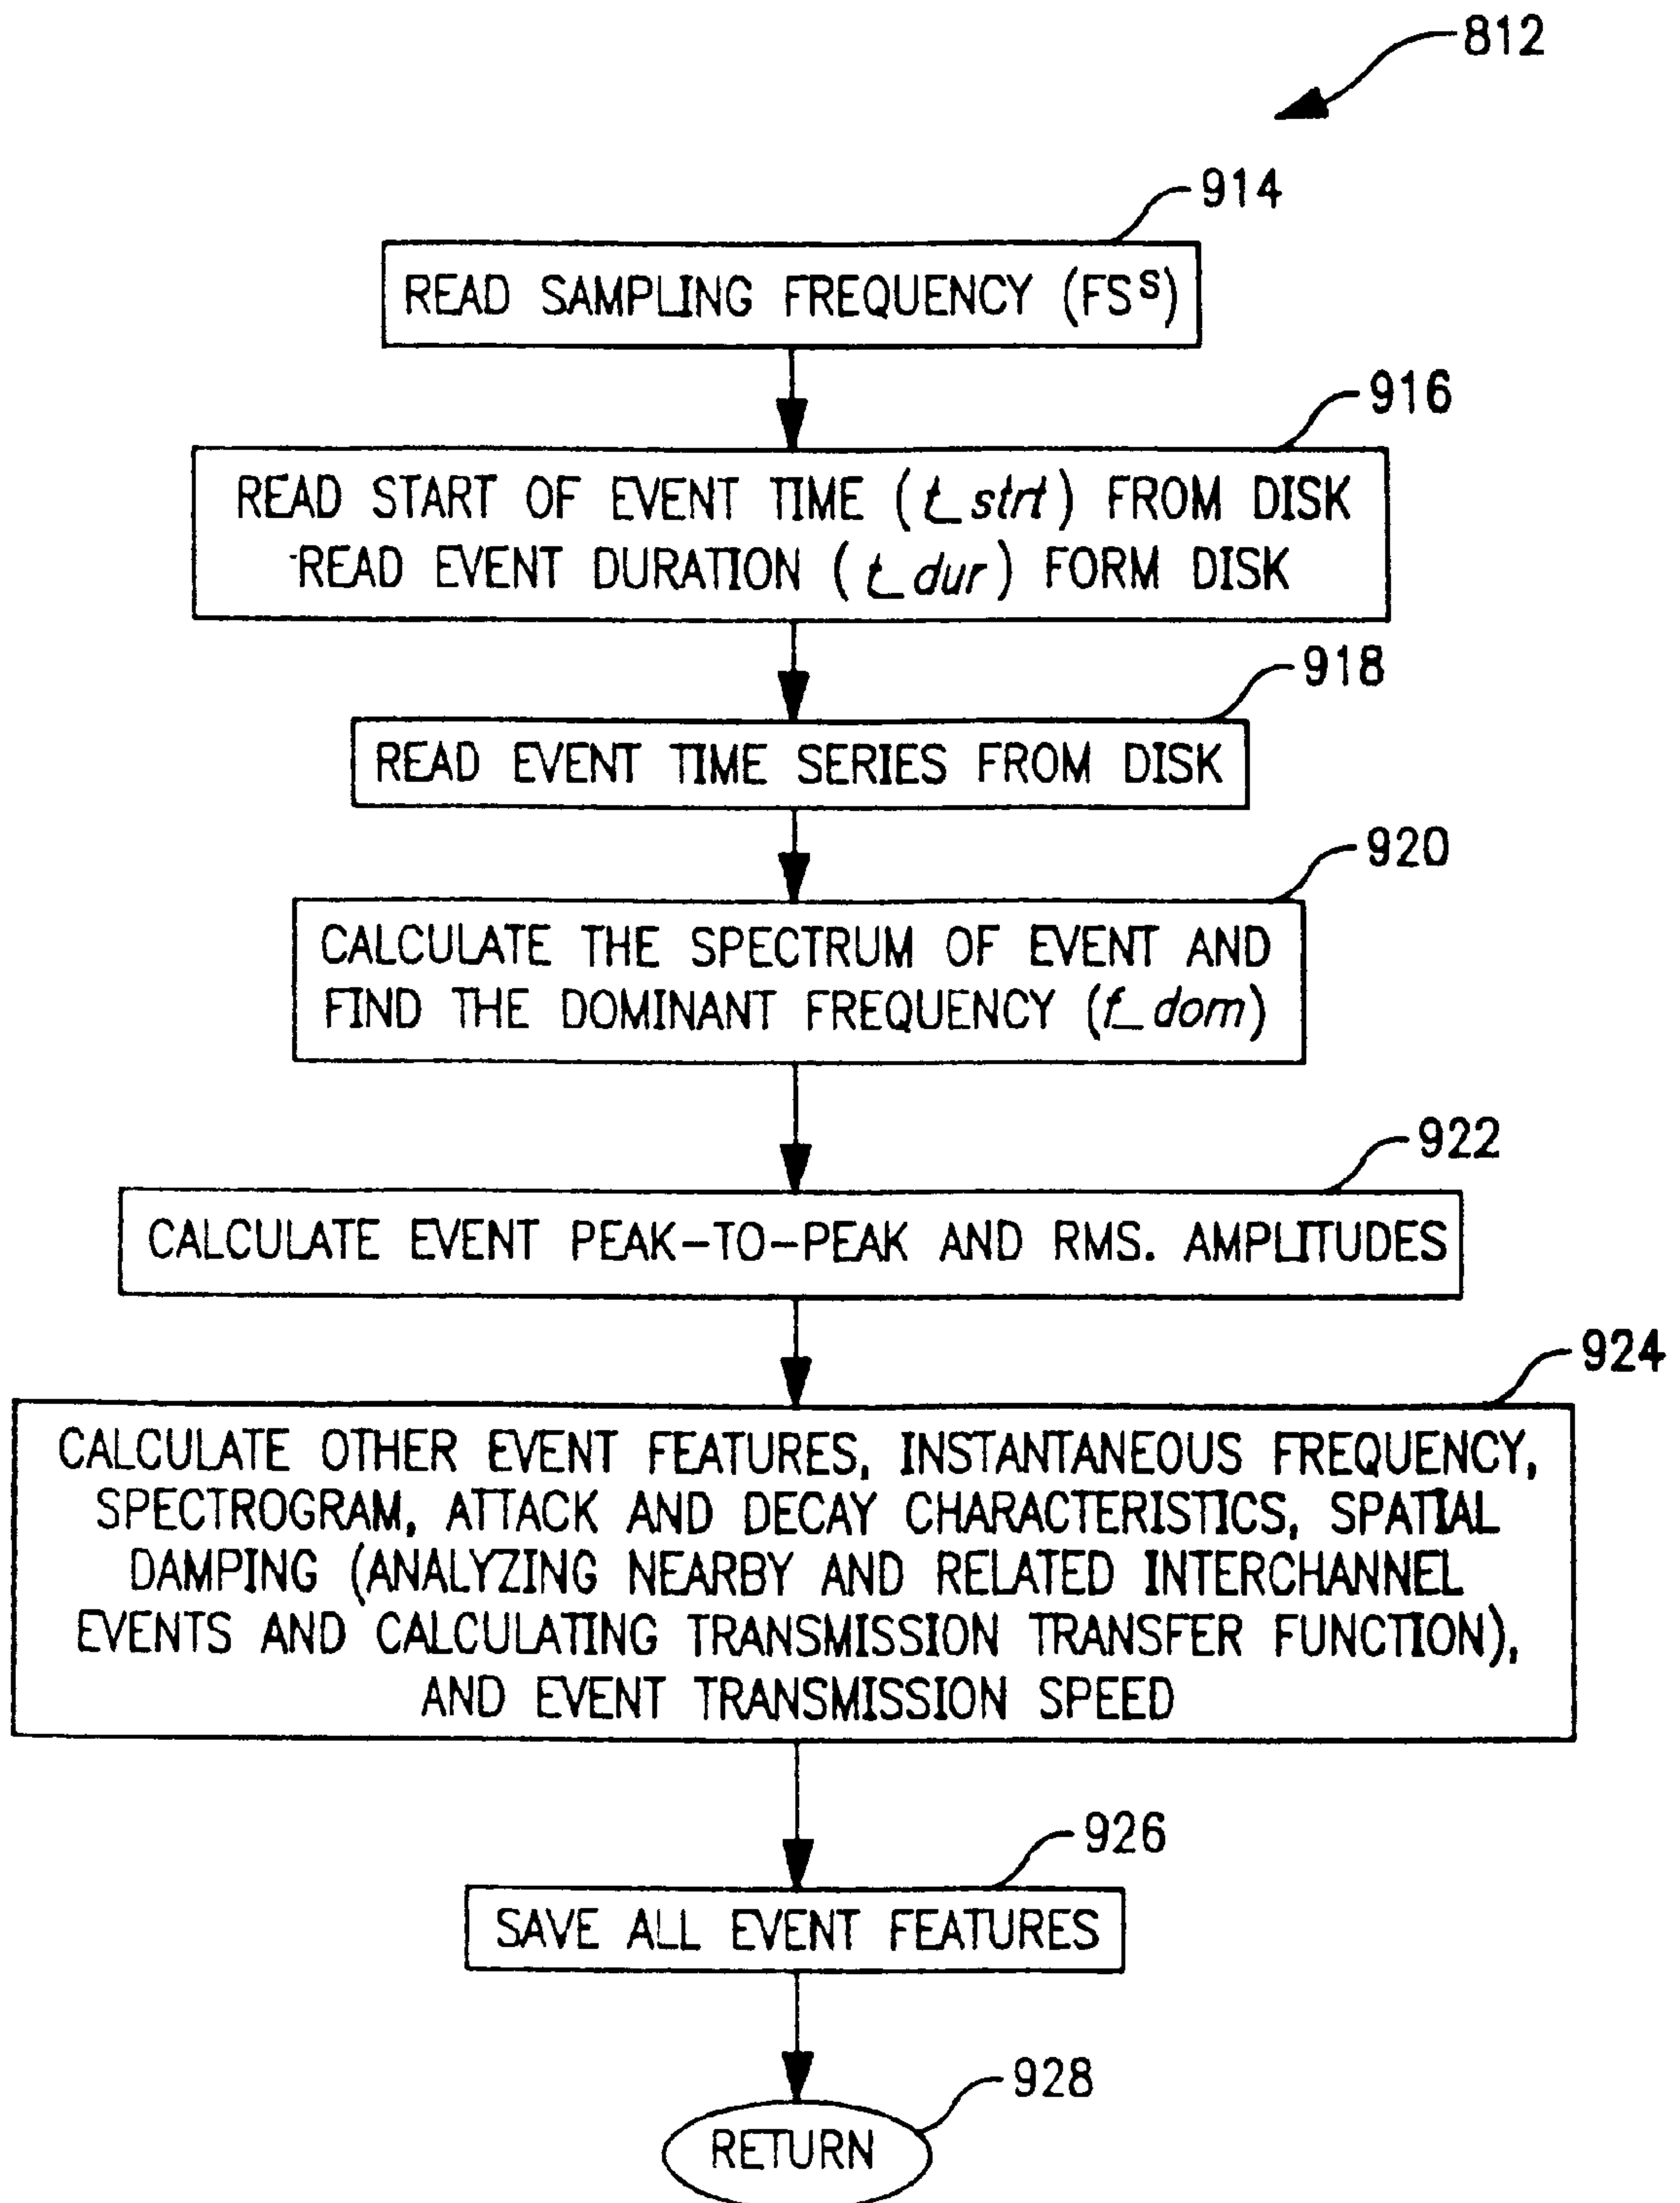 812
914
READ SAMPLING FREQUENCY (FSˢ)
916
READ START OF EVENT TIME (t_strt) FROM DISK
-READ EVENT DURATION (t_dur) FORM DISK
918
READ EVENT TIME SERIES FROM DISK
920
CALCULATE THE SPECTRUM OF EVENT AND
FIND THE DOMINANT FREQUENCY (f_dom)
922
CALCULATE EVENT PEAK-TO-PEAK AND RMS. AMPLITUDES
924
CALCULATE OTHER EVENT FEATURES, INSTANTANEOUS FREQUENCY,
SPECTROGRAM, ATTACK AND DECAY CHARACTERISTICS, SPATIAL
DAMPING (ANALYZING NEARBY AND RELATED INTERCHANNEL
EVENTS AND CALCULATING TRANSMISSION TRANSFER FUNCTION),
AND EVENT TRANSMISSION SPEED
926
SAVE ALL EVENT FEATURES
928
RETURN